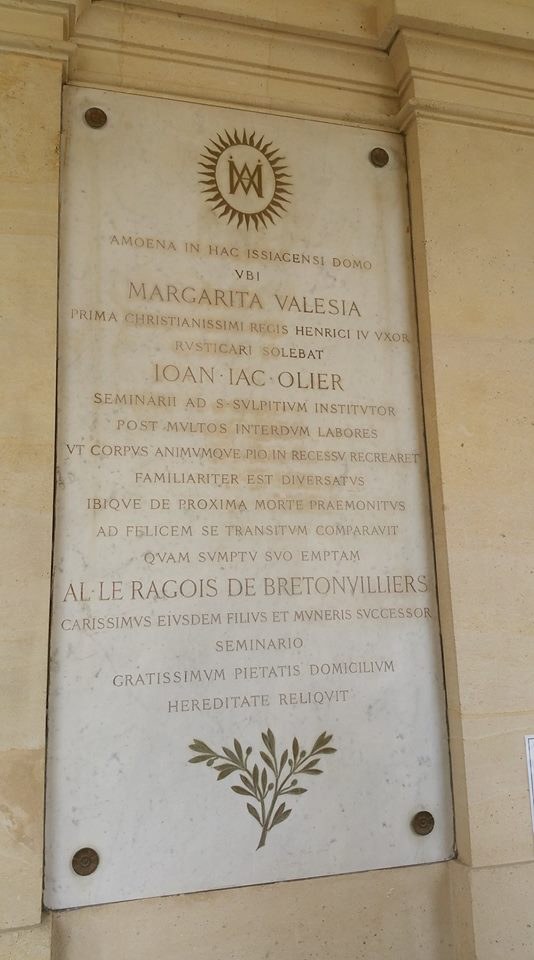 AMOENA IN HAC ISSIACENSI DOMO
VBI
MARGARITA VALESIA
PRIMA CHRISTIANISSIMI REGIS HENRICI IV VXOR
RVSTICARI SOLEBAT
IOAN·IAC·OLIER
SEMINARII AD S·SVLPITIVM INSTITVTOR
POST MVLTOS INTERDVM LABORES
VT CORPVS ANIMVMQVE PIO IN RECESSV RECREARET
FAMILIARITER EST DIVERSATVS
IBIQVE DE PROXIMA MORTE PRAEMONITVS
AD FELICEM SE TRANSITVM COMPARAVIT
QVAM SVMPTV SVO EMPTAM
AL·LE RAGOIS DE BRETONVILLIERS
CARISSIMVS EIVSDEM FILIVS ET MVNERIS SVCCESSOR
SEMINARIO
GRATISSIMVM PIETATIS DOMICILIVM
HEREDITATE RELIQVIT